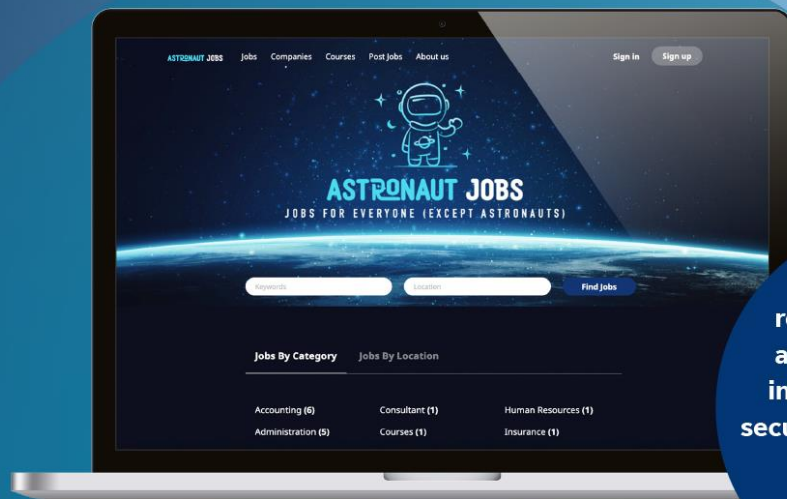 ASTRONAUT JOBS Jobs Companies Courses Post Jobs About us Sign in Sign up
ASTRONAUT JOBS
JOBS FOR EVERYONE (EXCEPT ASTRONAUTS)
Keywords Location Find Jobs
Jobs By Category Jobs By Location
Accounting (6) Consultant (1) Human Resources (1)
Administration (5) Courses (1) Insurance (1)